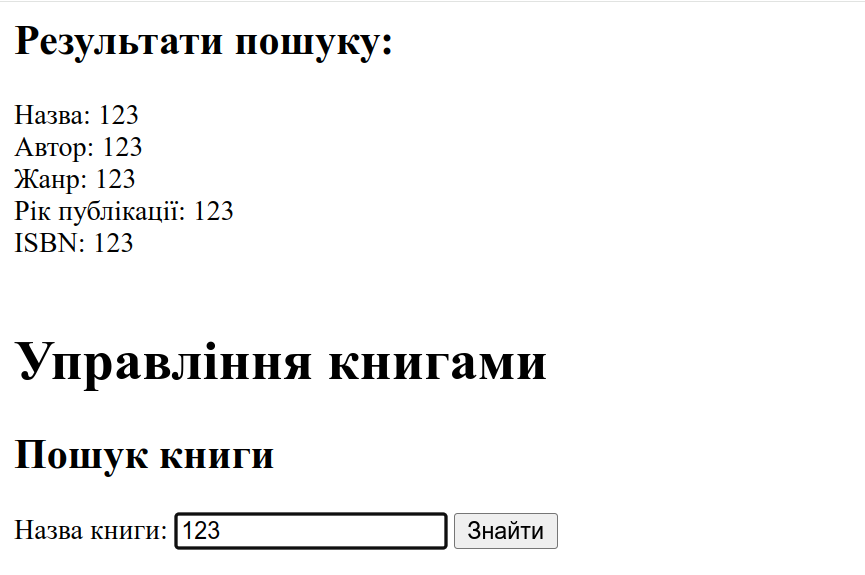 Результати пошуку:
Назва: 123
Автор: 123
Жанр: 123
Рік публікації: 123
ISBN: 123
Управління книгами
Пошук книги
Назва книги: 123 Знайти